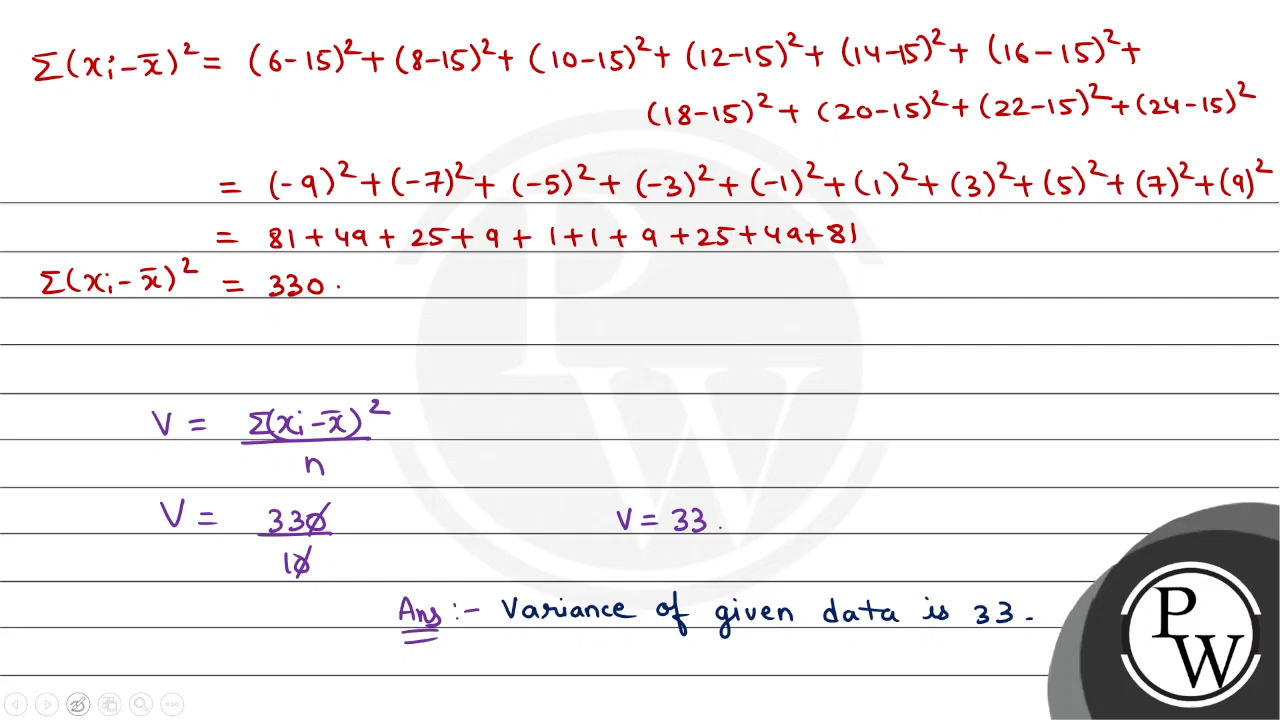 Σ(xi-x̄)² = (6-15)²+(8-15)²+(10-15)²+(12-15)²+(14-15)²+(16-15)²+
(18-15)²+(20-15)²+(22-15)²+(24-15)²
= (-9)²+(-7)²+(-5)²+(-3)²+(-1)²+(1)²+(3)²+(5)²+(7)²+(9)²
= 81+49+25+9+1+1+9+25+49+81
Σ(xi-x̄)² = 330.
V = Σ(xi-x̄)²
n
V = 330
10
V = 33.
Ans :- Variance of given data is 33.
P
W
P
W